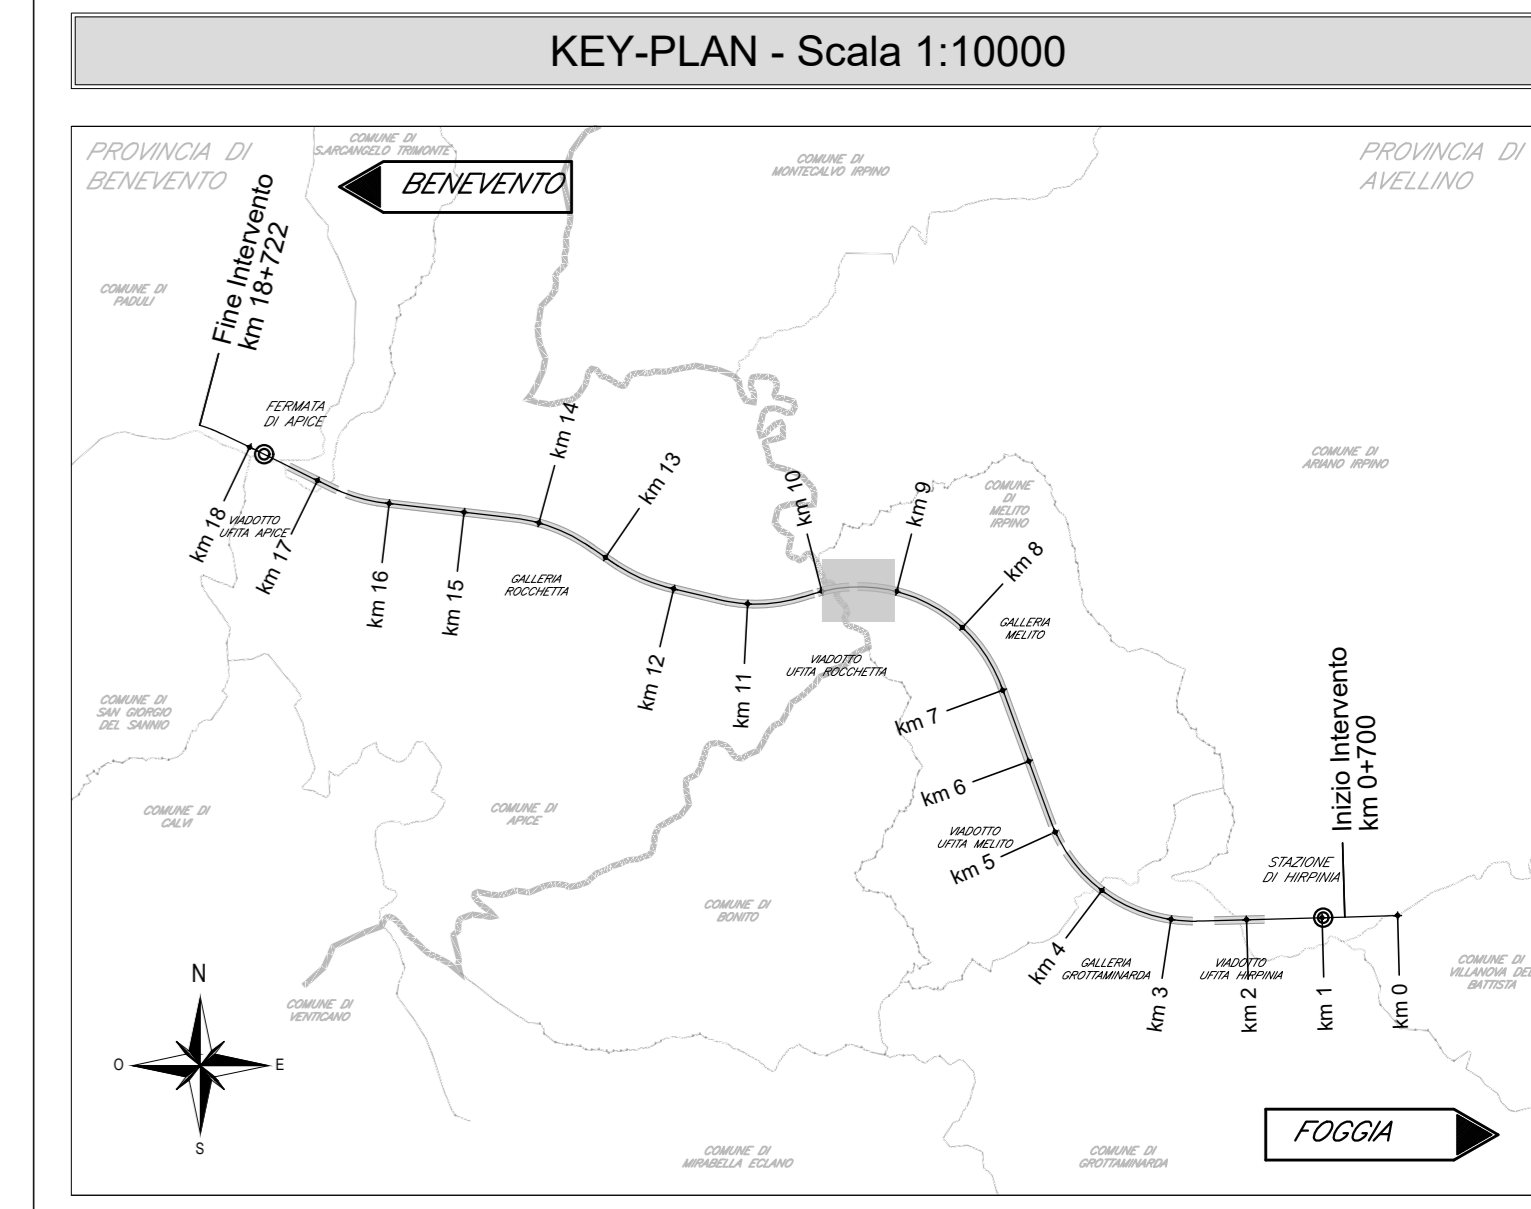 KEY-PLAN - Scala 1:10000
PROVINCIA DI
BENEVENTO
COMUNE DI
S.ARCANGELO TRIMONTE
BENEVENTO
COMUNE DI
MONTECALVO IRPINO
PROVINCIA DI
AVELLINO
Fine Intervento
km 18+722
COMUNE DI
PADULI
FERMATA
DI APICE
km 14
km 13
km 10
km 9
COMUNE
DI
MELITO
IRPINO
COMUNE DI
ARIANO IRPINO
km 18
VIADOTTO
UFITA APICE
km 17
km 16
km 15
GALLERIA
ROCCHETTA
km 8
GALLERIA
MELITO
km 12
km 11
VIADOTTO
UFITA ROCCHETTA
km 7
COMUNE DI
SAN GIORGIO
DEL SANNIO
km 6
Inizio Intervento
km 0+700
COMUNE DI
CALVI
COMUNE DI
APICE
VIADOTTO
UFITA MELITO
km 5
STAZIONE
DI HIRPINIA
COMUNE DI
BONITO
km 4
GALLERIA
GROTTAMINARDA
km 3
VIADOTTO
UFITA HIRPINIA
km 2
km 1
km 0
COMUNE DI
VILLANOVA DEL
BATTISTA
COMUNE DI
VENTICANO
N
O
E
S
COMUNE DI
MIRABELLA ECLANO
COMUNE DI
GROTTAMINARDA
FOGGIA